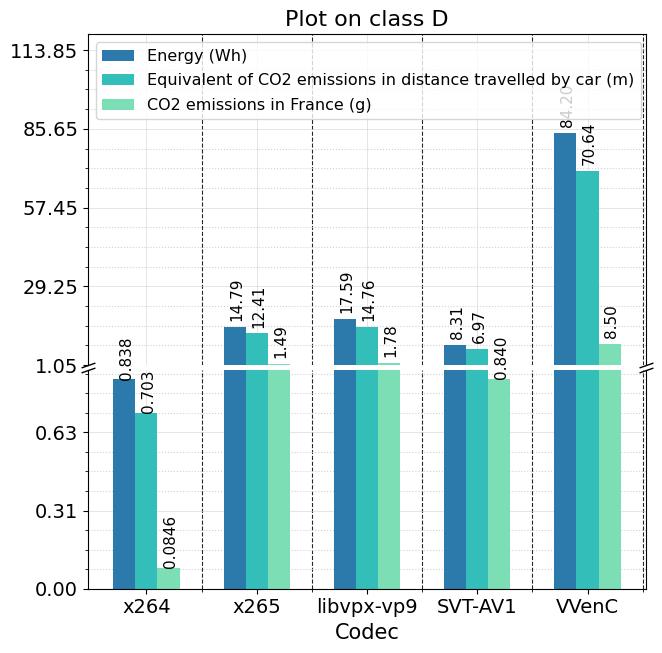 Plot on class D
Energy (Wh)
Equivalent of CO2 emissions in distance travelled by car (m)
CO2 emissions in France (g)
113.85
85.65
57.45
29.25
1.05
0.63
0.31
0.00
0.838
0.703
0.0846
14.79
12.41
1.49
17.59
14.76
1.78
8.31
6.97
0.840
84.20
70.64
8.50
x264
x265
libvpx-vp9
SVT-AV1
VVenC
Codec